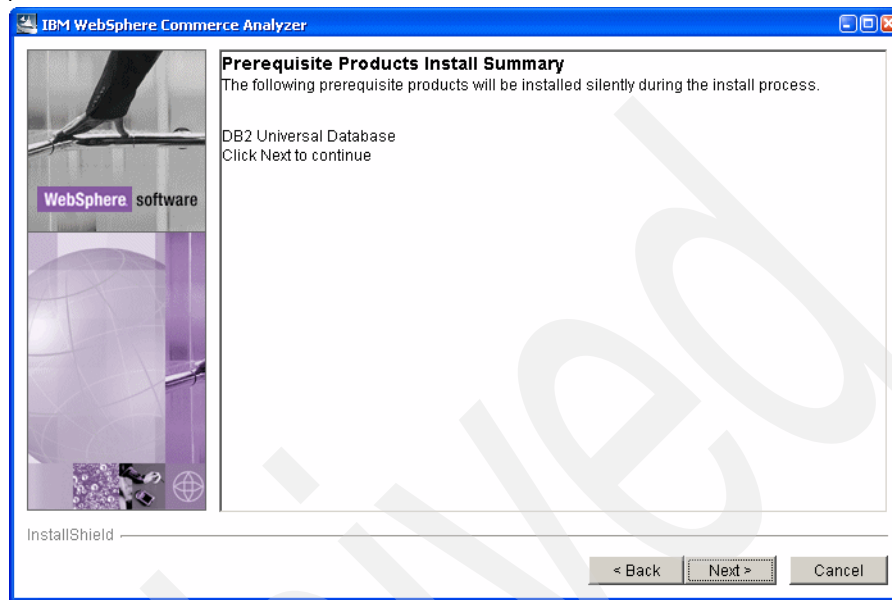 IBM WebSphere Commerce Analyzer
Prerequisite Products Install Summary
The following prerequisite products will be installed silently during the install process.
DB2 Universal Database
Click Next to continue
WebSphere software
InstallShield
< Back
Next >
Cancel